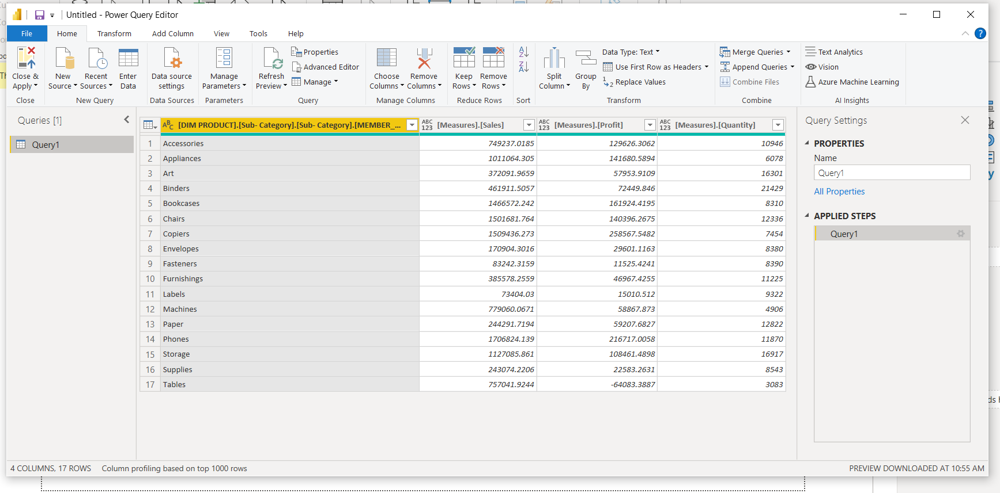 Untitled - Power Query Editor
File Home Transform Add Column View Tools Help
Close & Apply
New Source
Recent Sources
Enter Data
Data source settings
Manage Parameters
Refresh Preview
Properties
Advanced Editor
Manage
Choose Columns
Remove Columns
Keep Rows
Remove Rows
Split Column
Group By
Data Type: Text
Use First Row as Headers
Replace Values
Merge Queries
Append Queries
Combine Files
Text Analytics
Vision
Azure Machine Learning
Close New Query Data Sources Parameters Query Manage Columns Reduce Rows Sort Transform Combine AI Insights
Queries [1]
Query1
[DIM PRODUCT].[Sub- Category].[Sub- Category].[MEMBER_... ABC 123 [Measures].[Sales] ABC 123 [Measures].[Profit] ABC 123 [Measures].[Quantity]
1 Accessories 749237.0185 129626.3062 10946
2 Appliances 1011064.305 141680.5894 6078
3 Art 372091.9659 57953.9109 16301
4 Binders 461911.5057 72449.846 21429
5 Bookcases 1466572.242 161924.4195 8310
6 Chairs 1501681.764 140396.2675 12336
7 Copiers 1509436.273 258567.5482 7454
8 Envelopes 170904.3016 29601.1163 8380
9 Fasteners 83242.3159 11525.4241 8390
10 Furnishings 385578.2559 46967.4255 11225
11 Labels 73404.03 15010.512 9322
12 Machines 779060.0671 58867.873 4906
13 Paper 244291.7194 59207.6827 12822
14 Phones 1706824.139 216717.0058 11870
15 Storage 1127085.861 108461.4898 16917
16 Supplies 243074.2206 22583.2631 8543
17 Tables 757041.9244 -64083.3887 3083
Query Settings
PROPERTIES
Name
Query1
All Properties
APPLIED STEPS
Query1
4 COLUMNS, 17 ROWS Column profiling based on top 1000 rows
PREVIEW DOWNLOADED AT 10:55 AM